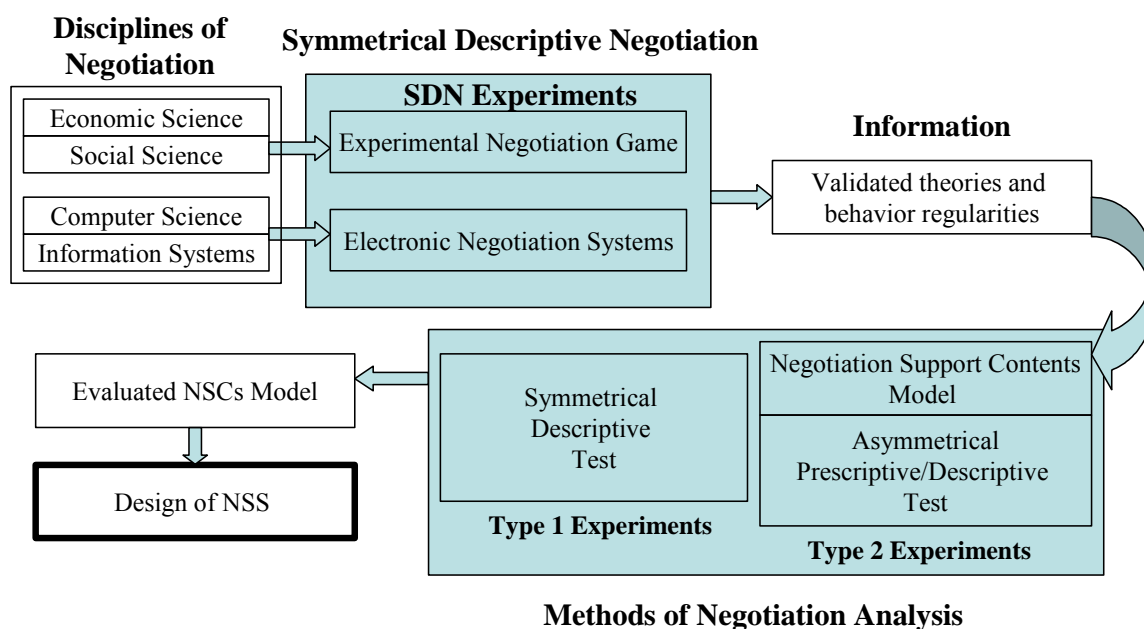 Disciplines of
Negotiation
Economic Science
Social Science
Computer Science
Information Systems
Symmetrical Descriptive Negotiation
SDN Experiments
Experimental Negotiation Game
Electronic Negotiation Systems
Information
Validated theories and
behavior regularities
Negotiation Support Contents
Model
Asymmetrical
Prescriptive/Descriptive
Test
Type 2 Experiments
Symmetrical
Descriptive
Test
Type 1 Experiments
Methods of Negotiation Analysis
Evaluated NSCs Model
Design of NSS